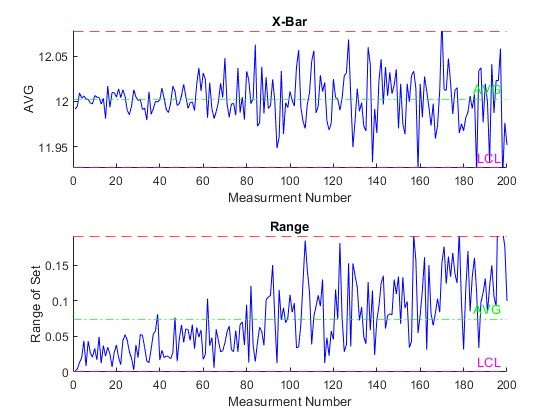 X-Bar
12.05
12
11.95
AVG
AVG
LCL
0 20 40 60 80 100 120 140 160 180 200
Measurment Number
Range
0.15
0.1
0.05
0
Range of Set
AVG
LCL
0 20 40 60 80 100 120 140 160 180 200
Measurment Number